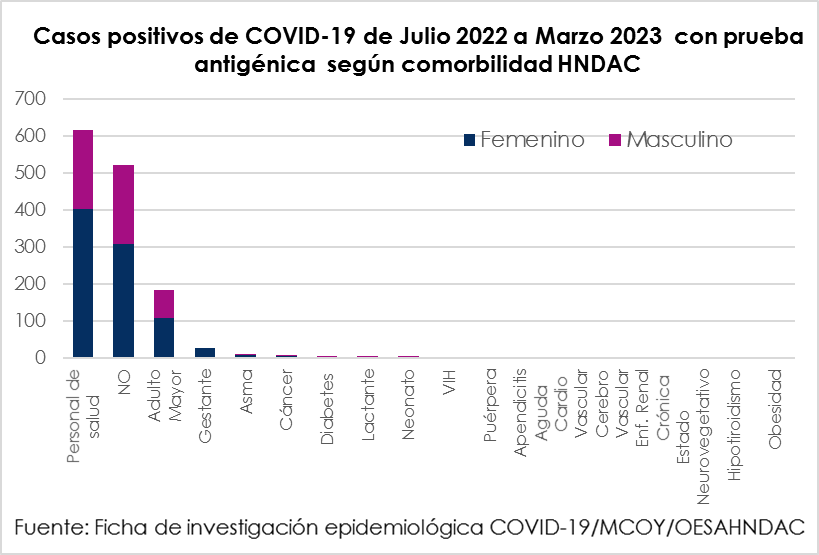 Casos positivos de COVID-19 de Julio 2022 a Marzo 2023 con prueba
antigénica según comorbilidad HNDAC
700
600
500
400
300
200
100
0
Femenino
Masculino
Personal de
salud
NO
Adulto
Mayor
Gestante
Asma
Cáncer
Diabetes
Lactante
Neonato
VIH
Puérpera
Apendicitis
Aguda
Cardio
Vascular
Cerebro
Vascular
Enf. Renal
Crónica
Estado
Neurovegetativo
Hipotiroidismo
Obesidad
Fuente: Ficha de investigación epidemiológica COVID-19/MCOY/OESAHNDAC